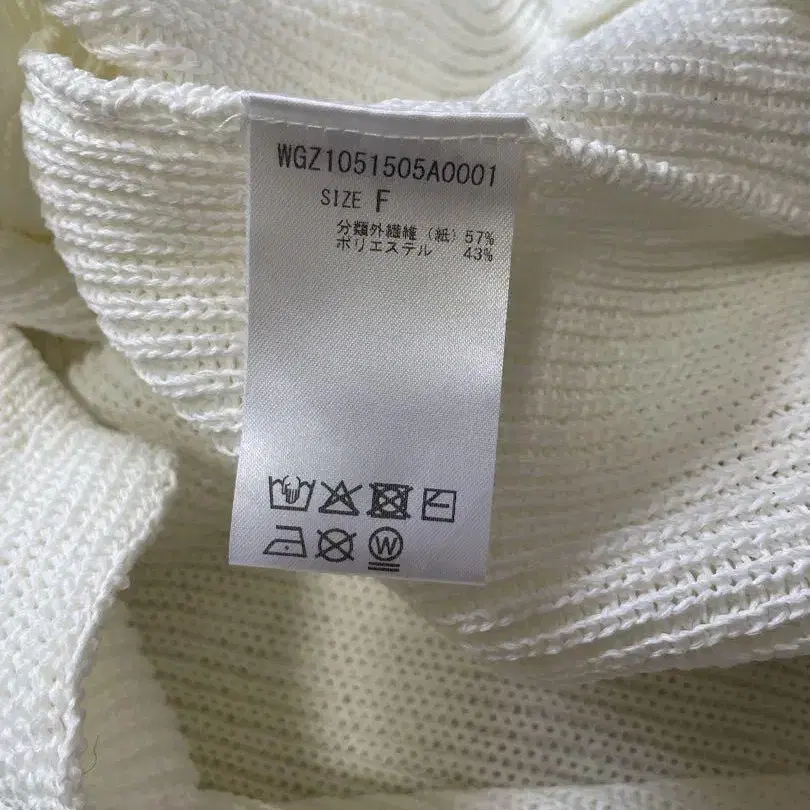 WGZ1051505A0001
SIZE F
分類外繊維（紙）57%
ポリエステル 43%
W